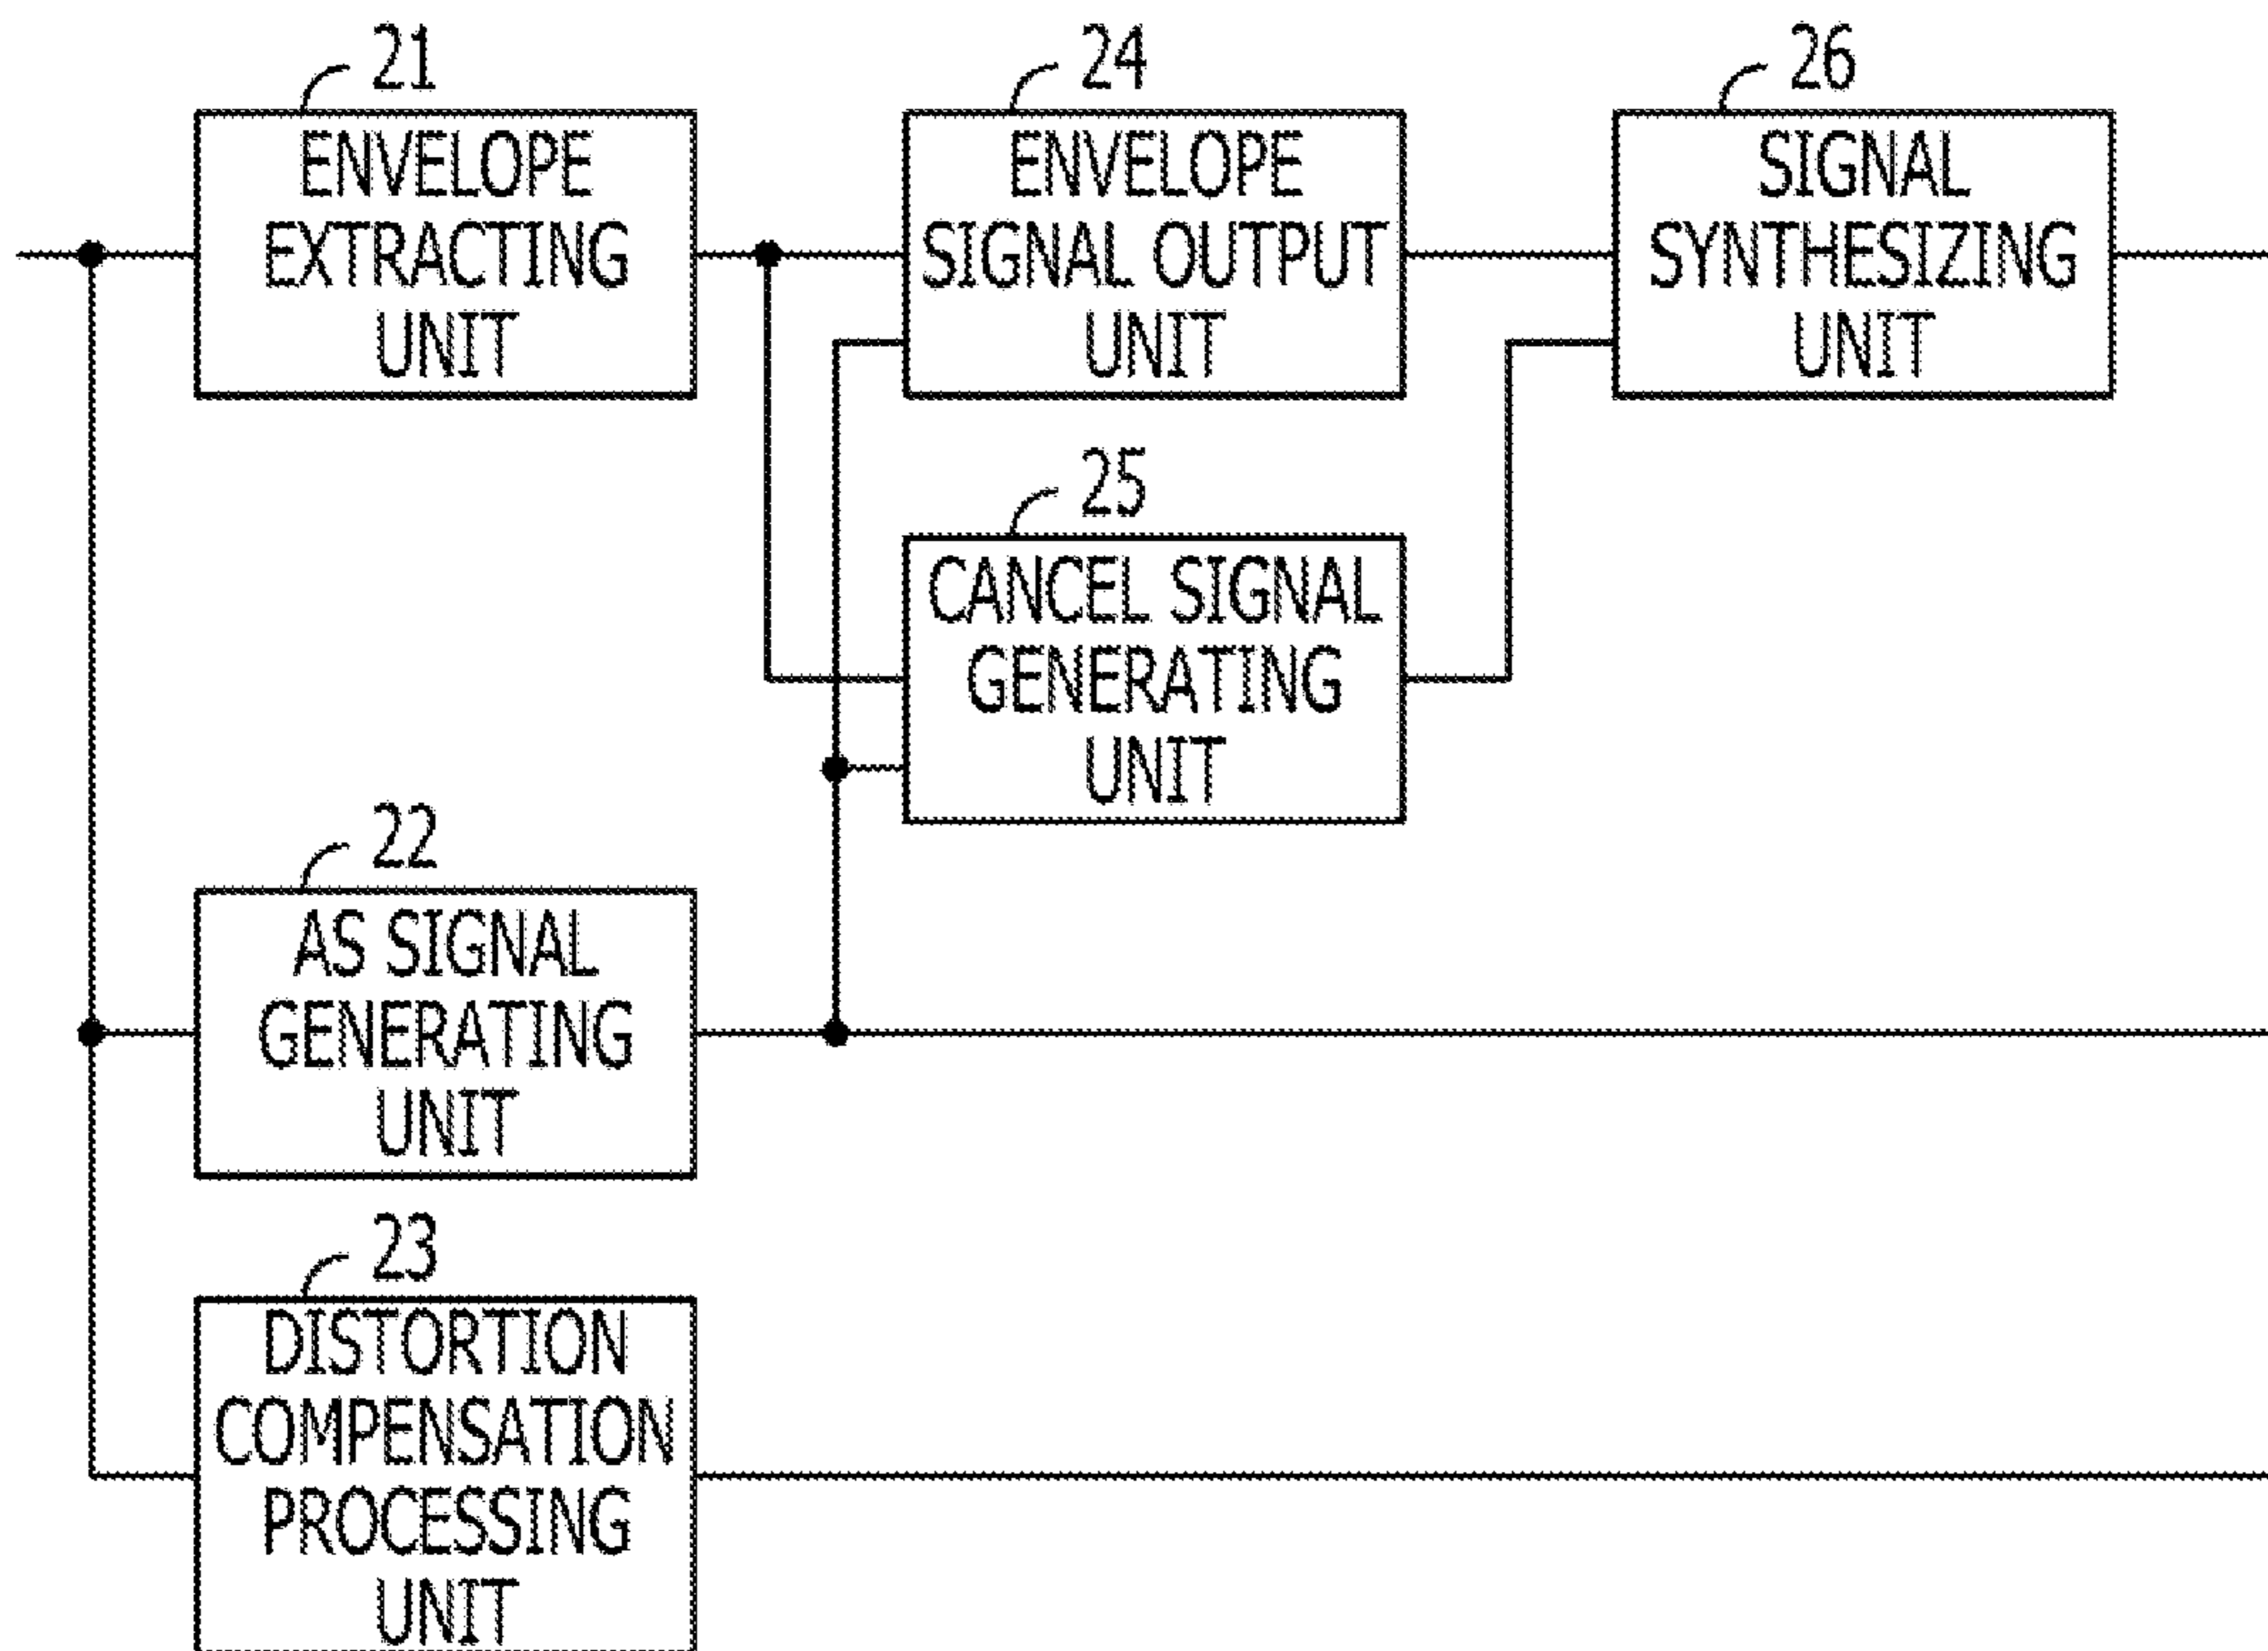 21
ENVELOPE
EXTRACTING
UNIT
24
ENVELOPE
SIGNAL OUTPUT
UNIT
26
SIGNAL
SYNTHESIZING
UNIT
25
CANCEL SIGNAL
GENERATING
UNIT
22
AS SIGNAL
GENERATING
UNIT
23
DISTORTION
COMPENSATION
PROCESSING
UNIT